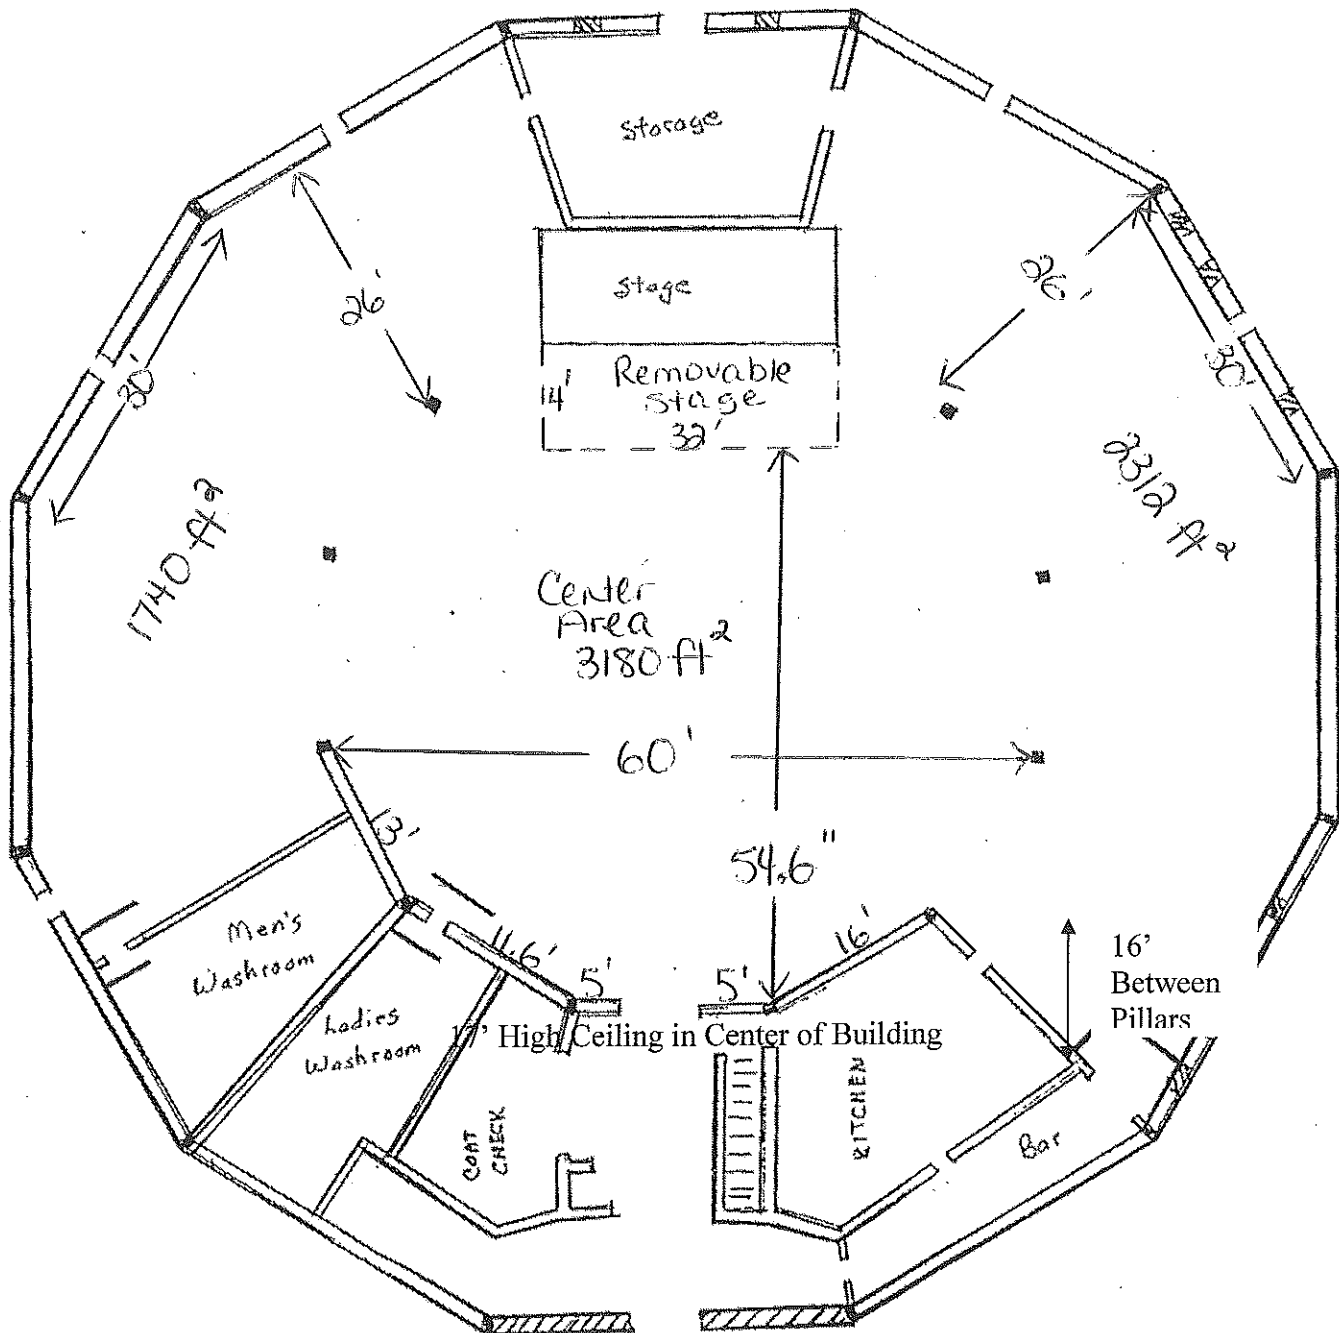 Storage
Stage
26'
26'
Removable
Stage
14'
32'
30'
30'
1740 ft²
2312 ft²
Center
Area
3180 ft²
60'
54.6"
13'
Men's
Washroom
11.6'
5'
5'
16'
16'
Between
Pillars
Ladies
Washroom
17' High Ceiling in Center of Building
COAT
CHECK
KITCHEN
Bar